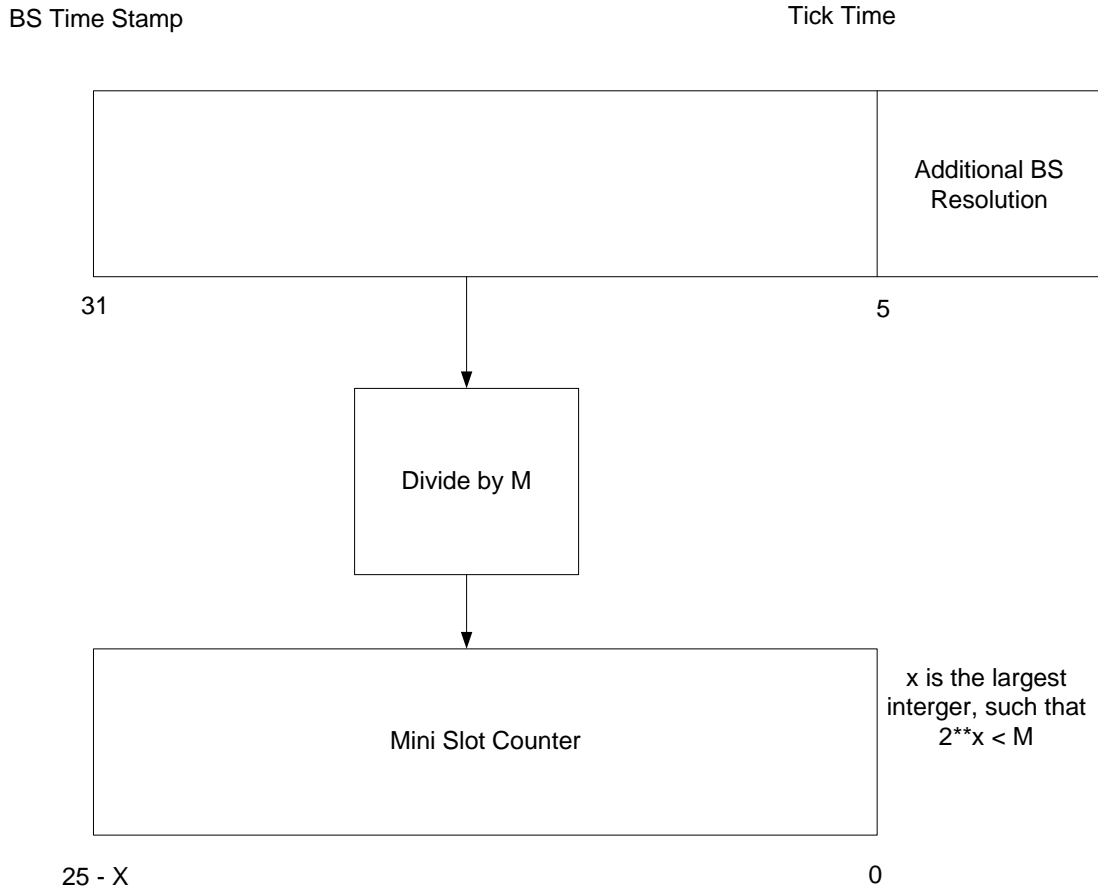 BS Time Stamp
Tick Time
Additional BS
Resolution
31
5
Divide by M
Mini Slot Counter
x is the largest
interger, such that
2**x < M
25 - X
0